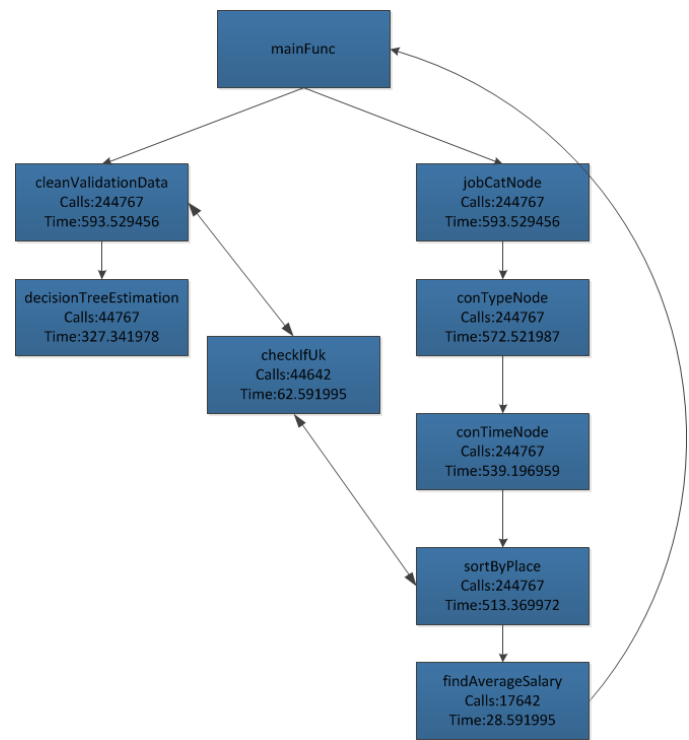 mainFunc
cleanValidationData
Calls:244767
Time:593.529456
jobCatNode
Calls:244767
Time:593.529456
decisionTreeEstimation
Calls:44767
Time:327.341978
conTypeNode
Calls:244767
Time:572.521987
checkIfUk
Calls:44642
Time:62.591995
conTimeNode
Calls:244767
Time:539.196959
sortByPlace
Calls:244767
Time:513.369972
findAverageSalary
Calls:17642
Time:28.591995